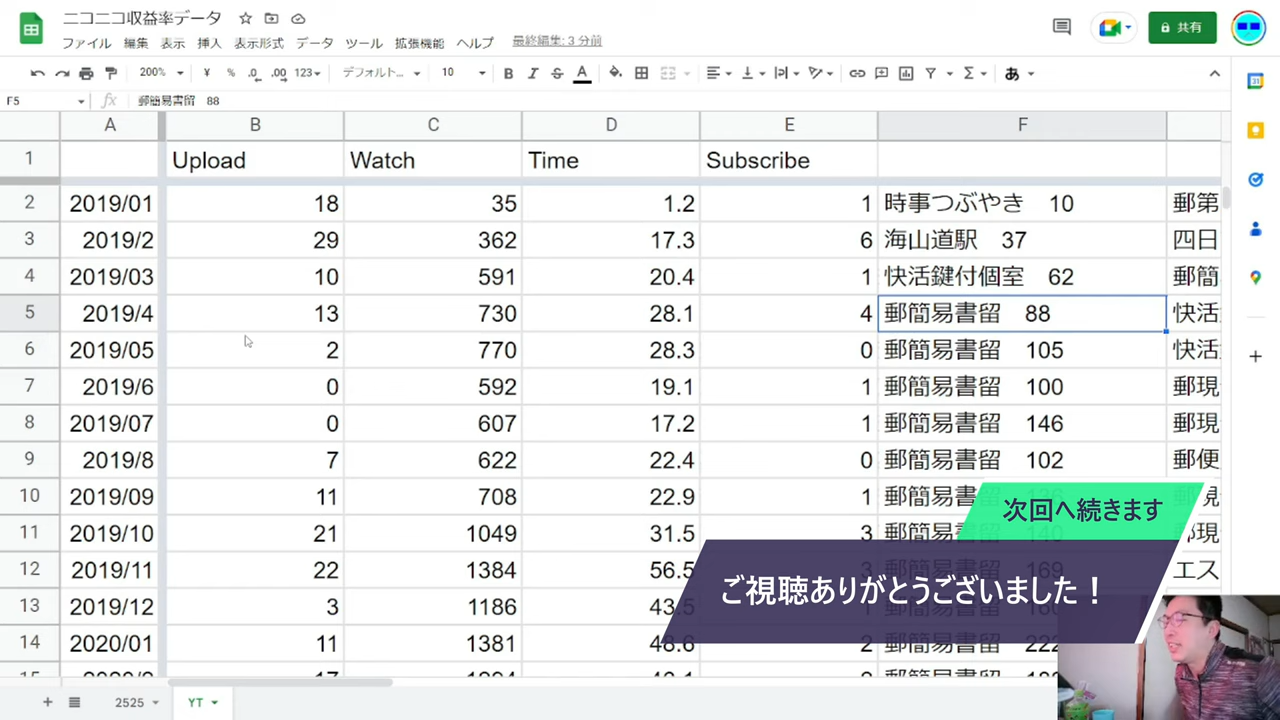 ニコニコ収益率データ
ファイル 編集 表示 挿入 表示形式 データ ツール 拡張機能 ヘルプ 最終編集: 3 分前
共有
200% ¥ % .0 .00 123 デフォルト... 10 B I S A あ
F5 fx 郵簡易書留 88
A B C D E F
1 Upload Watch Time Subscribe
2 2019/01 18 35 1.2 1 時事つぶやき 10 郵第
3 2019/2 29 362 17.3 6 海山道駅 37 四日
4 2019/03 10 591 20.4 1 快活鍵付個室 62 郵簡
5 2019/4 13 730 28.1 4 郵簡易書留 88 快活
6 2019/05 2 770 28.3 0 郵簡易書留 105 快活
7 2019/6 0 592 19.1 1 郵簡易書留 100 郵現
8 2019/07 0 607 17.2 1 郵簡易書留 146 郵現
9 2019/8 7 622 22.4 0 郵簡易書留 102 郵便
10 2019/09 11 708 22.9 1 郵簡易書留
次回へ続きます
11 2019/10 21 1049 31.5 3 郵簡易書留 140 郵現
12 2019/11 22 1384 56.5 169 エス
ご視聴ありがとうございました！
13 2019/12 3 1186 43.5
14 2020/01 11 1381 48.6 2 郵簡易書留 222
+ 2525 YT